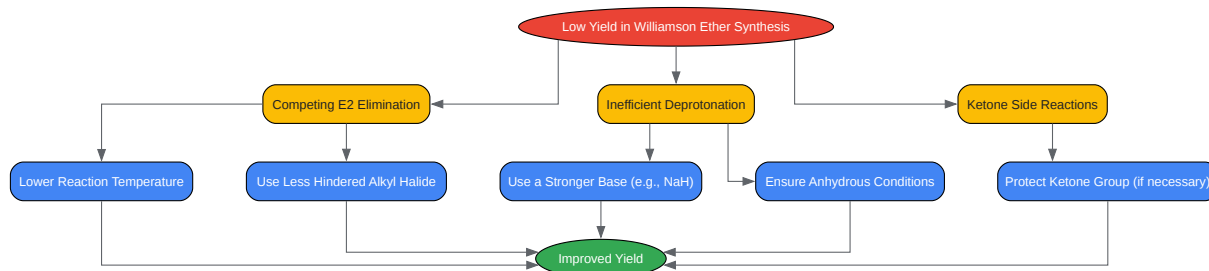 Low Yield in Williamson Ether Synthesis
Competing E2 Elimination
Inefficient Deprotonation
Ketone Side Reactions
Lower Reaction Temperature
Use Less Hindered Alkyl Halide
Use a Stronger Base (e.g., NaH)
Ensure Anhydrous Conditions
Protect Ketone Group (if necessary)
Improved Yield